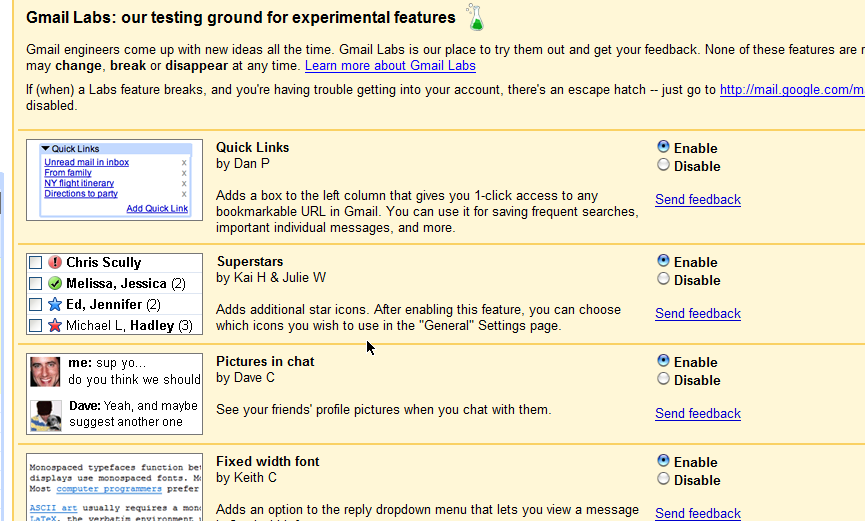 Gmail Labs: our testing ground for experimental features
Gmail engineers come up with new ideas all the time. Gmail Labs is our place to try them out and get your feedback. None of these features are
may change, break or disappear at any time. Learn more about Gmail Labs
If (when) a Labs feature breaks, and you're having trouble getting into your account, there's an escape hatch -- just go to http://mail.google.com/m
disabled.
Quick Links
Unread mail in inbox x
From family x
NY flight itinerary x
Directions to party x
Add Quick Link
Quick Links
by Dan P
Adds a box to the left column that gives you 1-click access to any
bookmarkable URL in Gmail. You can use it for saving frequent searches,
important individual messages, and more.
Enable
Disable
Send feedback
Chris Scully
Melissa, Jessica (2)
Ed, Jennifer (2)
Michael L, Hadley (3)
Superstars
by Kai H & Julie W
Adds additional star icons. After enabling this feature, you can choose
which icons you wish to use in the "General" Settings page.
Enable
Disable
Send feedback
me: sup yo...
do you think we should
Dave: Yeah, and maybe
suggest another one
Pictures in chat
by Dave C
See your friends' profile pictures when you chat with them.
Enable
Disable
Send feedback
Monospaced typefaces function
displays use monospaced fonts.
Most computer programmers prefer
ASCII art usually requires a
LaTeX, the verbatim environment
Fixed width font
by Keith C
Adds an option to the reply dropdown menu that lets you view a message
Enable
Disable
Send feedback